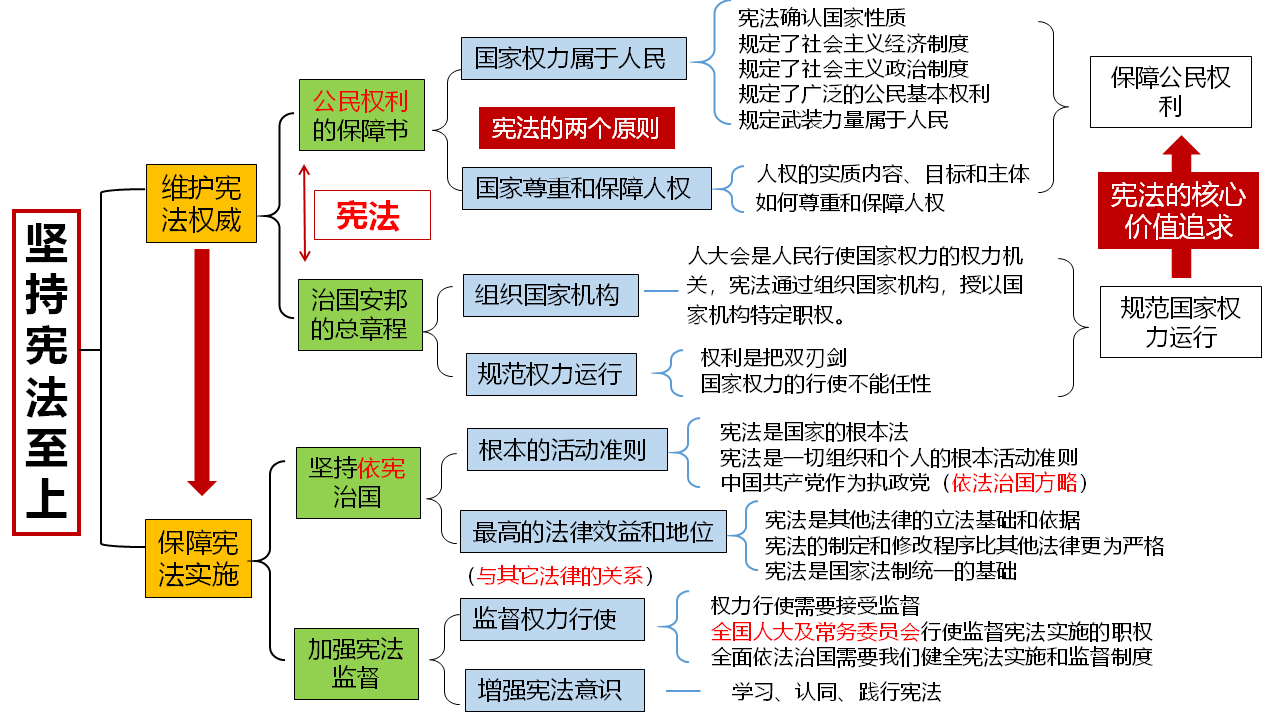 坚持宪法至上
维护宪
法权威
公民权利
的保障书
国家权力属于人民
宪法确认国家性质
规定了社会主义经济制度
规定了社会主义政治制度
规定了广泛的公民基本权利
规定武装力量属于人民
宪法的两个原则
国家尊重和保障人权
人权的实质内容、目标和主体
如何尊重和保障人权
保障公民权
利
宪法的核心
价值追求
规范国家权
力运行
宪法
治国安邦
的总章程
组织国家机构
人大会是人民行使国家权力的权力机
关，宪法通过组织国家机构，授以国
家机构特定职权。
规范权力运行
权利是把双刃剑
国家权力的行使不能任性
保障宪
法实施
坚持依宪
治国
根本的活动准则
宪法是国家的根本法
宪法是一切组织和个人的根本活动准则
中国共产党作为执政党（依法治国方略）
最高的法律效益和地位
（与其它法律的关系）
宪法是其他法律的立法基础和依据
宪法的制定和修改程序比其他法律更为严格
宪法是国家法制统一的基础
加强宪法
监督
监督权力行使
权力行使需要接受监督
全国人大及常务委员会行使监督宪法实施的职权
全面依法治国需要我们健全宪法实施和监督制度
增强宪法意识
学习、认同、践行宪法